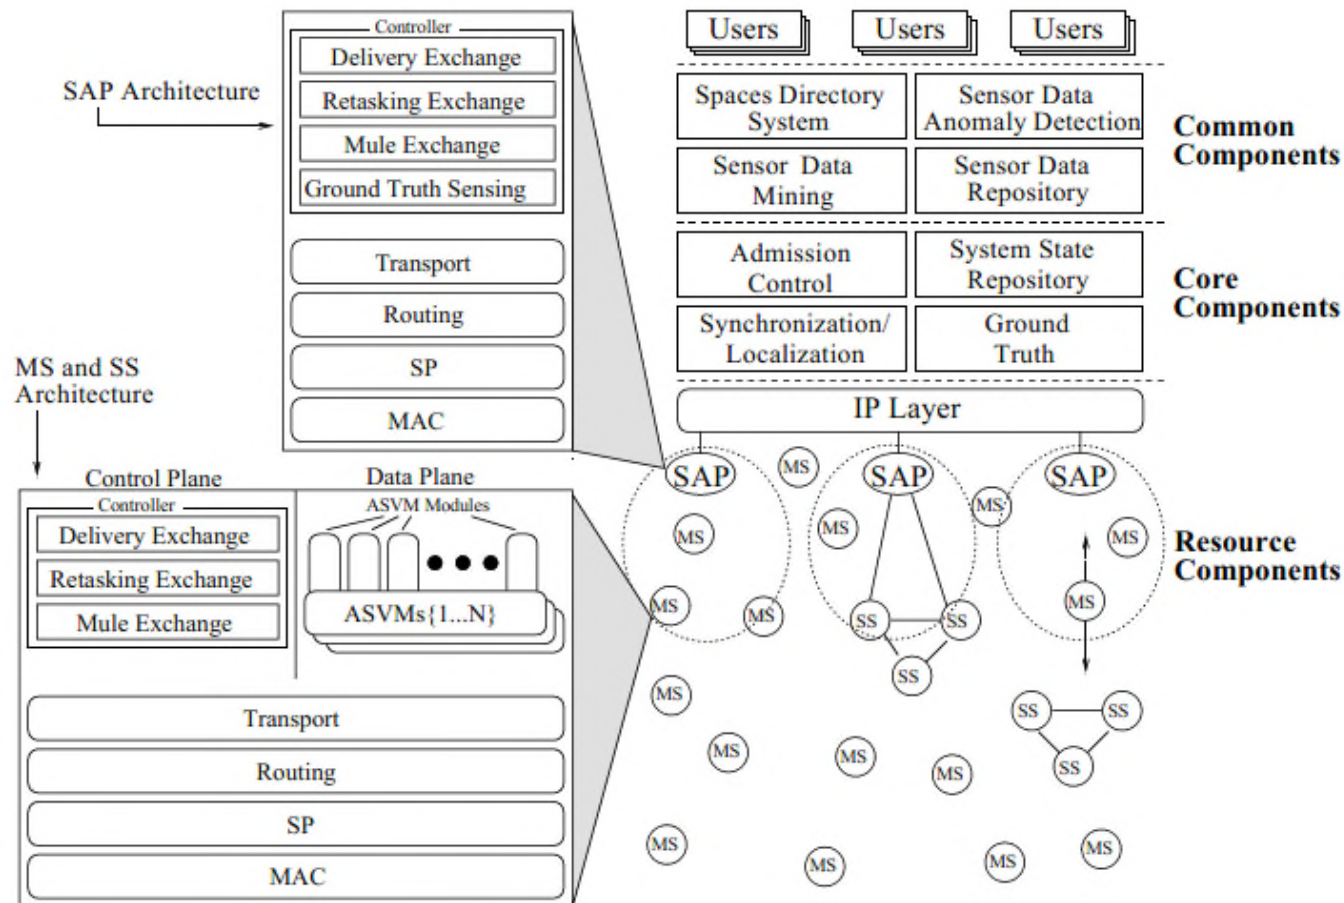 Controller
Delivery Exchange
Retasking Exchange
Mule Exchange
Ground Truth Sensing
Transport
Routing
SP
MAC
SAP Architecture
MS and SS
Architecture
Control Plane
Controller
Delivery Exchange
Retasking Exchange
Mule Exchange
Data Plane
ASVM Modules
ASVMs{1...N}
Transport
Routing
SP
MAC
Users
Users
Users
Spaces Directory
System
Sensor Data
Anomaly Detection
Sensor Data
Mining
Sensor Data
Repository
Common
Components
Admission
Control
System State
Repository
Synchronization/
Localization
Ground
Truth
Core
Components
IP Layer
SAP
MS
SAP
SAP
MS
MS
MS
MS
MS
MS
MS
SS
SS
SS
Resource
Components
MS
SS
SS
SS
MS
MS
MS
MS
MS
MS
MS